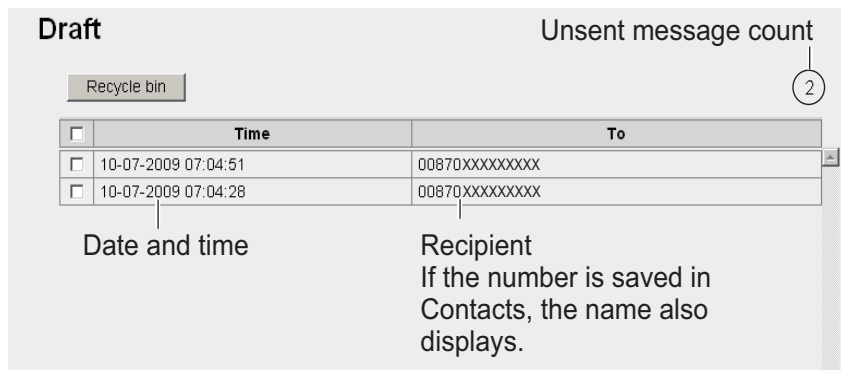 Draft
Unsent message count
Recycle bin
2
Time To
10-07-2009 07:04:51 00870XXXXXXXXX
10-07-2009 07:04:28 00870XXXXXXXXX
Date and time
Recipient
If the number is saved in
Contacts, the name also
displays.